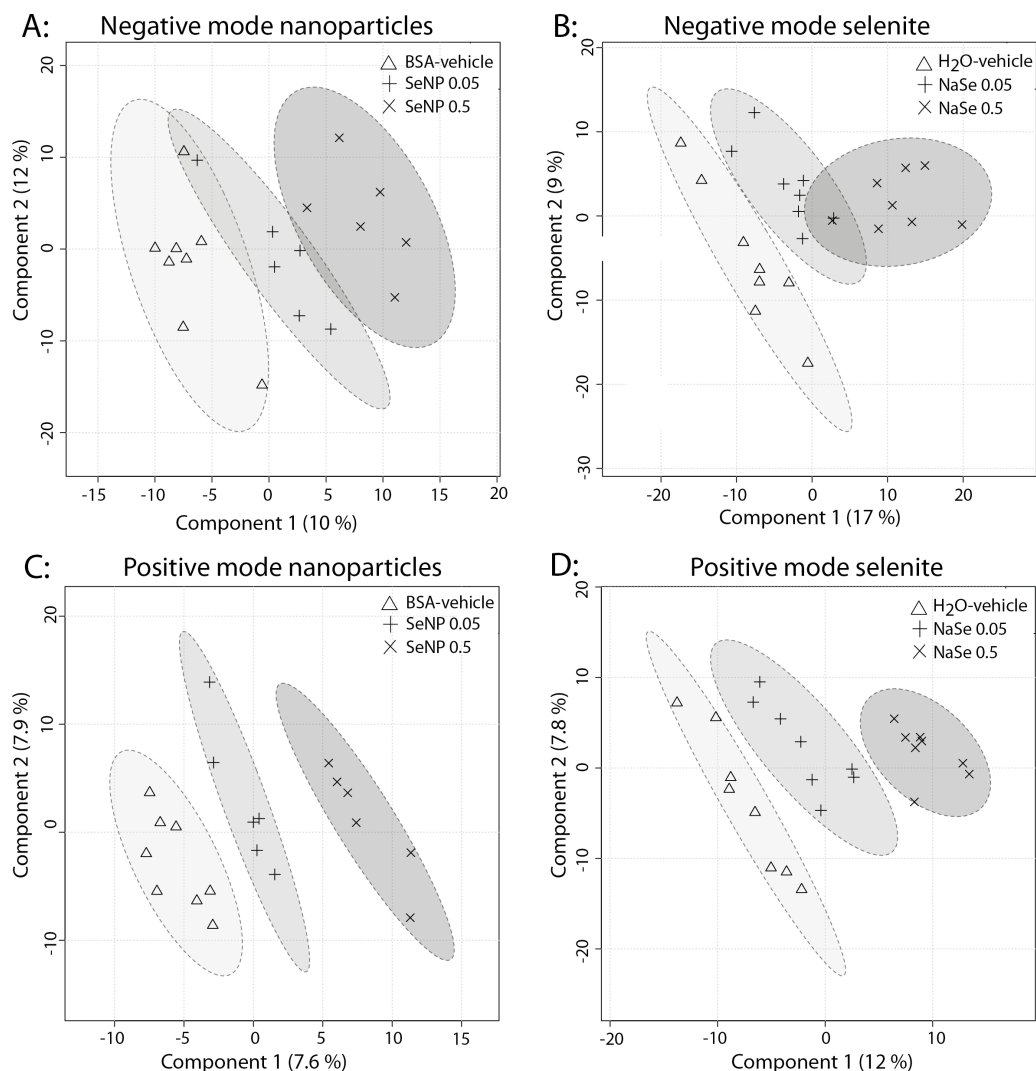 A:
Negative mode nanoparticles
BSA-vehicle
SeNP 0.05
SeNP 0.5
20
10
0
-10
-20
Component 2 (12 %)
-15
-10
-5
0
5
10
15
20
Component 1 (10 %)
B:
Negative mode selenite
H2O-vehicle
NaSe 0.05
NaSe 0.5
20
10
0
-10
-20
-30
Component 2 (9 %)
-20
-10
0
10
20
Component 1 (17 %)
C:
Positive mode nanoparticles
BSA-vehicle
SeNP 0.05
SeNP 0.5
20
10
0
-10
Component 2 (7.9 %)
-10
-5
0
5
10
15
Component 1 (7.6 %)
D:
Positive mode selenite
H2O-vehicle
NaSe 0.05
NaSe 0.5
20
10
0
-10
-20
Component 2 (7.8 %)
-20
-10
0
10
Component 1 (12 %)